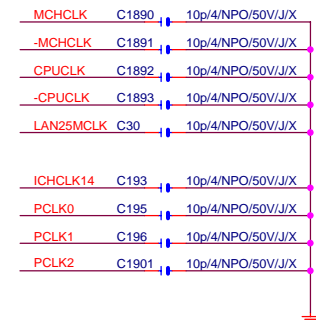 MCHCLK C1890 10p/4/NPO/50V/J/X
-MCHCLK C1891 10p/4/NPO/50V/J/X
CPUCLK C1892 10p/4/NPO/50V/J/X
-CPUCLK C1893 10p/4/NPO/50V/J/X
LAN25MCLK C30 10p/4/NPO/50V/J/X
ICHCLK14 C193 10p/4/NPO/50V/J/X
PCLK0 C195 10p/4/NPO/50V/J/X
PCLK1 C196 10p/4/NPO/50V/J/X
PCLK2 C1901 10p/4/NPO/50V/J/X